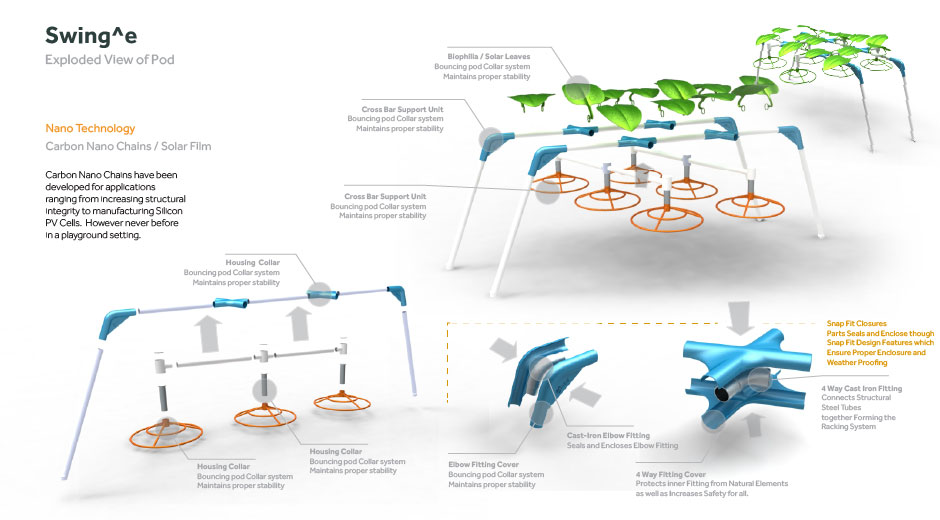 Swing^e
Exploded View of Pod
Nano Technology
Carbon Nano Chains / Solar Film
Carbon Nano Chains have been
developed for applications
ranging from increasing structural
integrity to manufacturing Silicon
PV Cells. However never before
in a playground setting.
Biophilia / Solar Leaves
Bouncing pod Collar system
Maintains proper stability
Cross Bar Support Unit
Bouncing pod Collar system
Maintains proper stability
Cross Bar Support Unit
Bouncing pod Collar system
Maintains proper stability
Housing Collar
Bouncing pod Collar system
Maintains proper stability
Housing Collar
Bouncing pod Collar system
Maintains proper stability
Housing Collar
Bouncing pod Collar system
Maintains proper stability
Snap Fit Closures
Parts Seals and Enclose though
Snap Fit Design Features which
Ensure Proper Enclosure and
Weather Proofing
4 Way Cast Iron Fitting
Connects Structural
Steel Tubes
together Forming the
Racking System
Cast-Iron Elbow Fitting
Seals and Encloses Elbow Fitting
Elbow Fitting Cover
Bouncing pod Collar system
Maintains proper stability
4 Way Fitting Cover
Protects inner Fitting from Natural Elements
as well as Increases Safety for all.